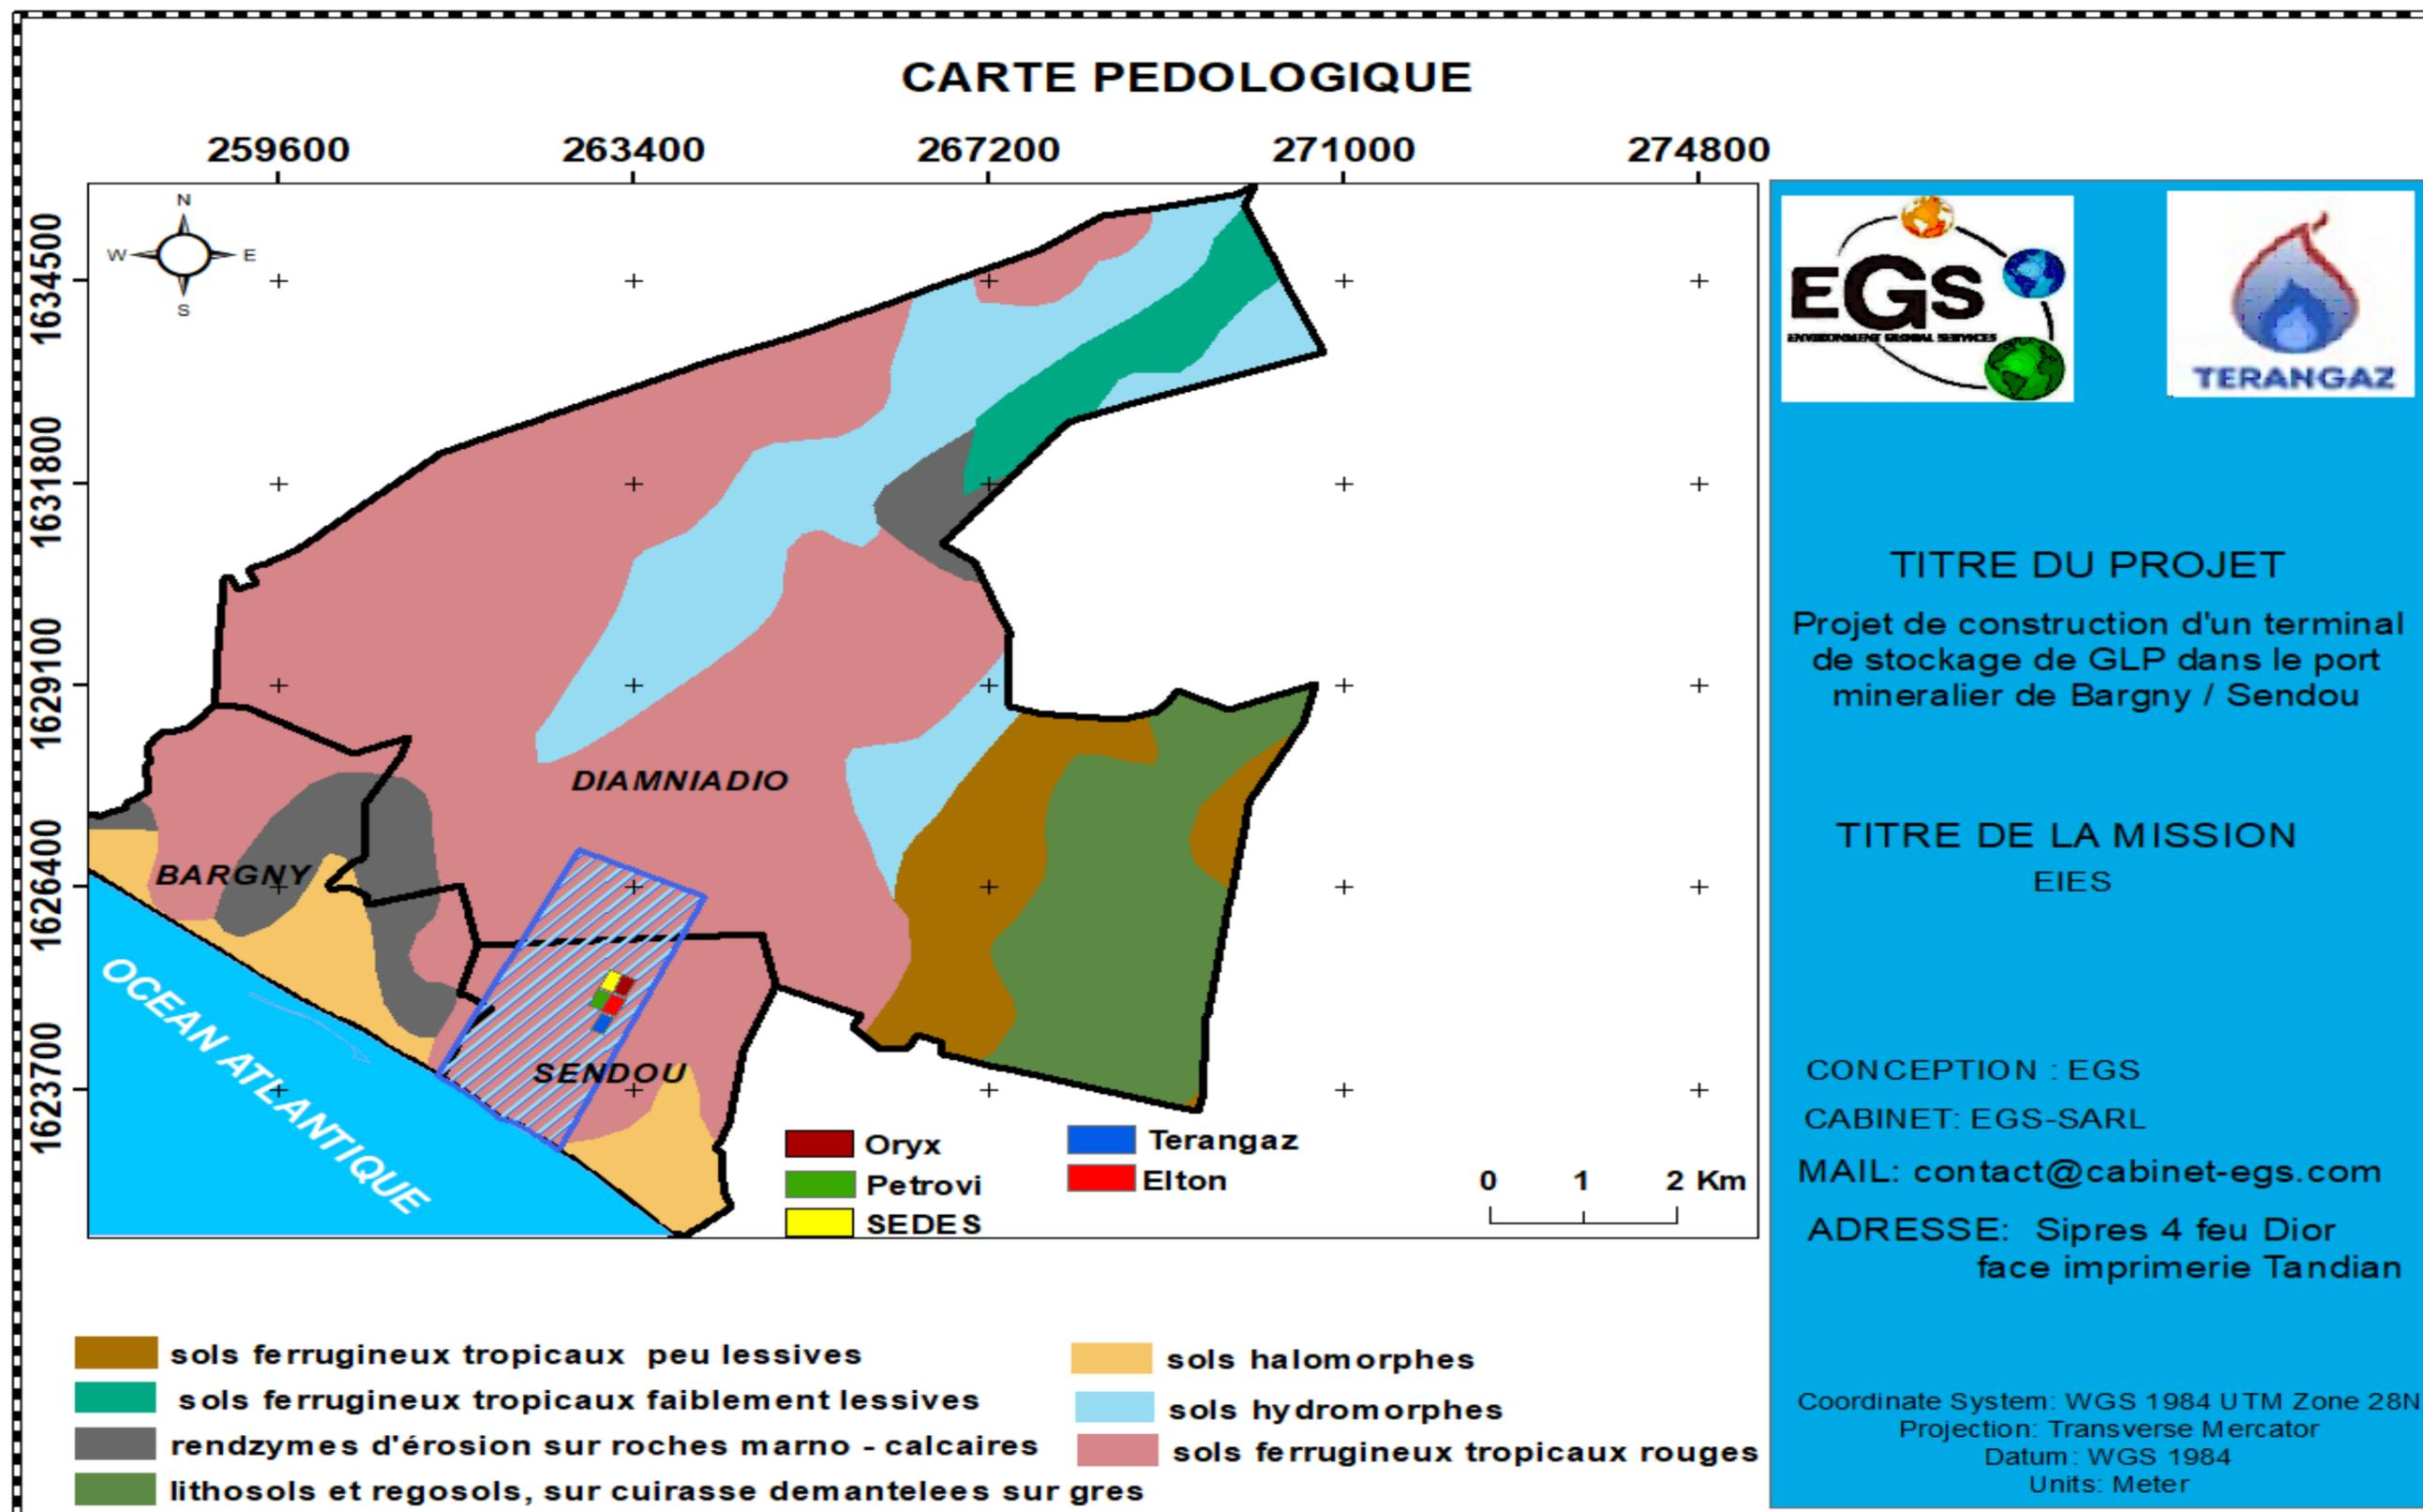 CARTE PEDOLOGIQUE
259600 263400 267200 271000 274800
1634500
1631800
1629100
1626400
1623700
N
W E
S
DIAMNIADIO
BARGNY
SENDOU
OCEAN ATLANTIQUE
Oryx
Petrovi
SEDES
Terangaz
Elton
0 1 2 Km
sols ferrugineux tropicaux peu lessives
sols ferrugineux tropicaux faiblement lessives
rendzymes d'érosion sur roches marno - calcaires
lithosols et regosols, sur cuirasse demantelees sur gres
sols halomorphes
sols hydromorphes
sols ferrugineux tropicaux rouges
EGS
ENVIRONMENT GLOBAL SERVICES
TERANGAZ
TITRE DU PROJET
Projet de construction d'un terminal
de stockage de GLP dans le port
mineralier de Bargny / Sendou
TITRE DE LA MISSION
EIES
CONCEPTION : EGS
CABINET: EGS-SARL
MAIL: contact@cabinet-egs.com
ADRESSE: Sipres 4 feu Dior
face imprimerie Tandian
Coordinate System: WGS 1984 UTM Zone 28N
Projection: Transverse Mercator
Datum: WGS 1984
Units: Meter